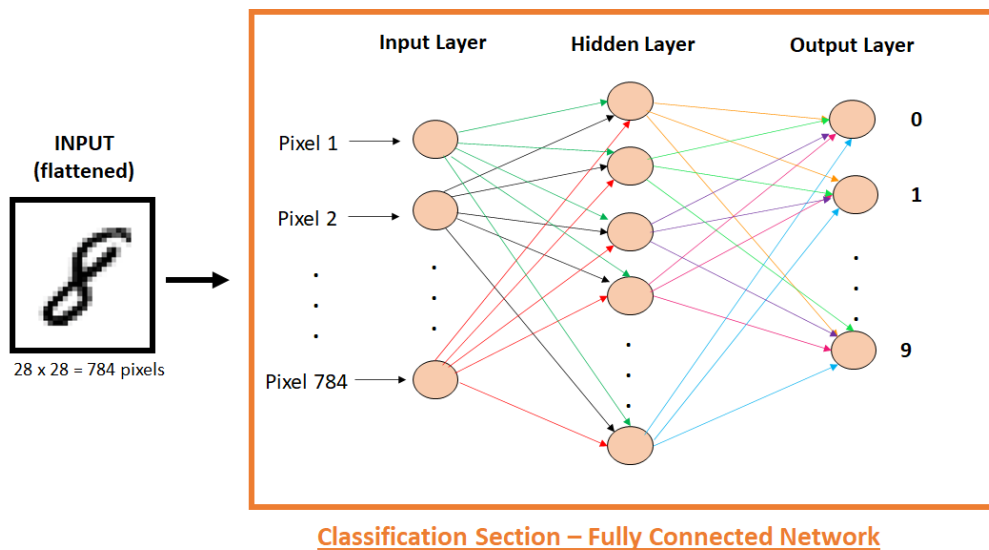 Input Layer
Hidden Layer
Output Layer
INPUT
(flattened)
28 x 28 = 784 pixels
Pixel 1
Pixel 2
Pixel 784
0
1
9
Classification Section – Fully Connected Network